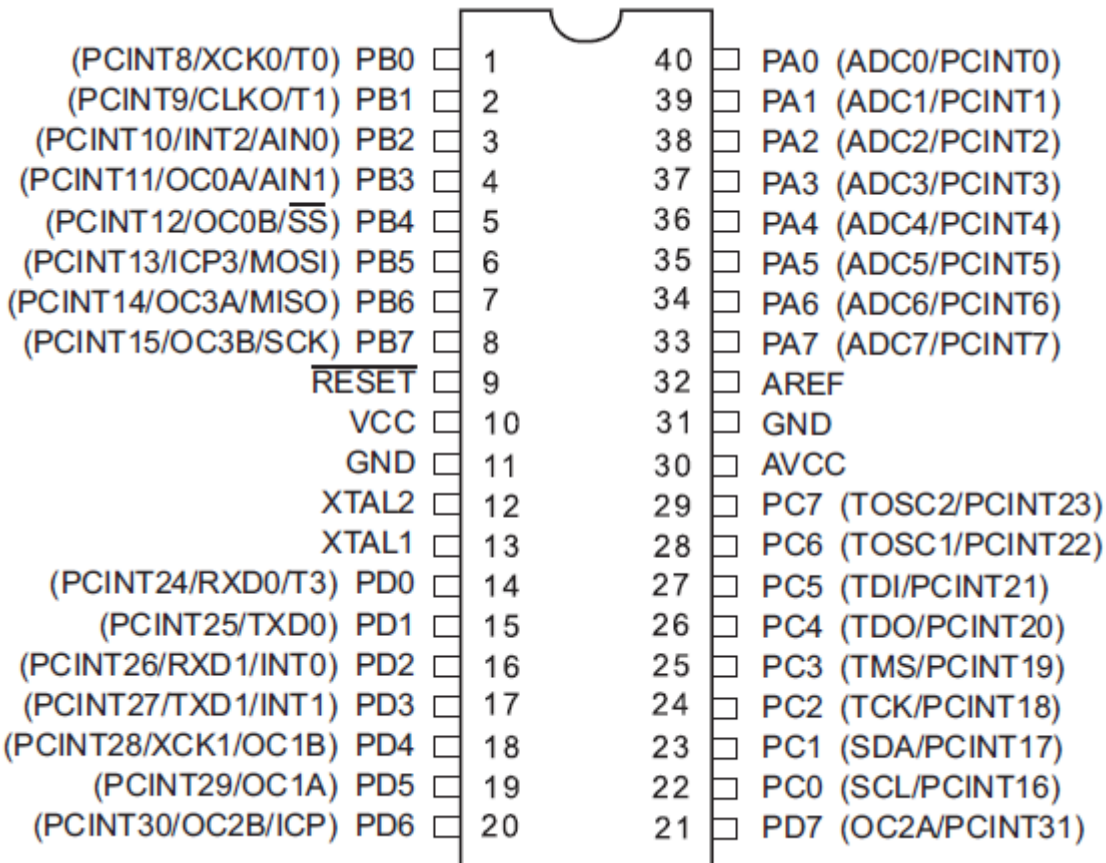 (PCINT8/XCK0/T0) PB0 1 40 PA0 (ADC0/PCINT0)
(PCINT9/CLKO/T1) PB1 2 39 PA1 (ADC1/PCINT1)
(PCINT10/INT2/AIN0) PB2 3 38 PA2 (ADC2/PCINT2)
(PCINT11/OC0A/AIN1) PB3 4 37 PA3 (ADC3/PCINT3)
(PCINT12/OC0B/SS) PB4 5 36 PA4 (ADC4/PCINT4)
(PCINT13/ICP3/MOSI) PB5 6 35 PA5 (ADC5/PCINT5)
(PCINT14/OC3A/MISO) PB6 7 34 PA6 (ADC6/PCINT6)
(PCINT15/OC3B/SCK) PB7 8 33 PA7 (ADC7/PCINT7)
RESET 9 32 AREF
VCC 10 31 GND
GND 11 30 AVCC
XTAL2 12 29 PC7 (TOSC2/PCINT23)
XTAL1 13 28 PC6 (TOSC1/PCINT22)
(PCINT24/RXD0/T3) PD0 14 27 PC5 (TDI/PCINT21)
(PCINT25/TXD0) PD1 15 26 PC4 (TDO/PCINT20)
(PCINT26/RXD1/INT0) PD2 16 25 PC3 (TMS/PCINT19)
(PCINT27/TXD1/INT1) PD3 17 24 PC2 (TCK/PCINT18)
(PCINT28/XCK1/OC1B) PD4 18 23 PC1 (SDA/PCINT17)
(PCINT29/OC1A) PD5 19 22 PC0 (SCL/PCINT16)
(PCINT30/OC2B/ICP) PD6 20 21 PD7 (OC2A/PCINT31)